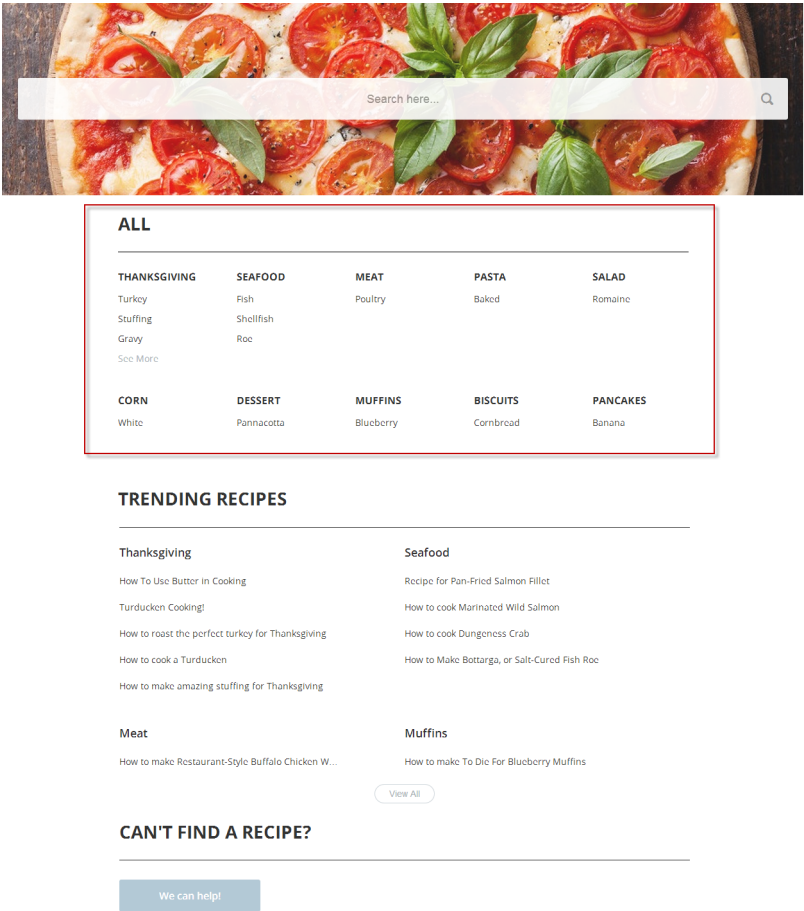 Search here...
ALL
THANKSGIVING SEAFOOD MEAT PASTA SALAD
Turkey Fish Poultry Baked Romaine
Stuffing Shellfish
Gravy Roe
See More
CORN DESSERT MUFFINS BISCUITS PANCAKES
White Pannacotta Blueberry Cornbread Banana
TRENDING RECIPES
Thanksgiving Seafood
How To Use Butter in Cooking Recipe for Pan-Fried Salmon Fillet
Turducken Cooking! How to cook Marinated Wild Salmon
How to roast the perfect turkey for Thanksgiving How to cook Dungeness Crab
How to cook a Turducken How to Make Bottarga, or Salt-Cured Fish Roe
How to make amazing stuffing for Thanksgiving
Meat Muffins
How to make Restaurant-Style Buffalo Chicken W... How to make To Die For Blueberry Muffins
View All
CAN'T FIND A RECIPE?
We can help!